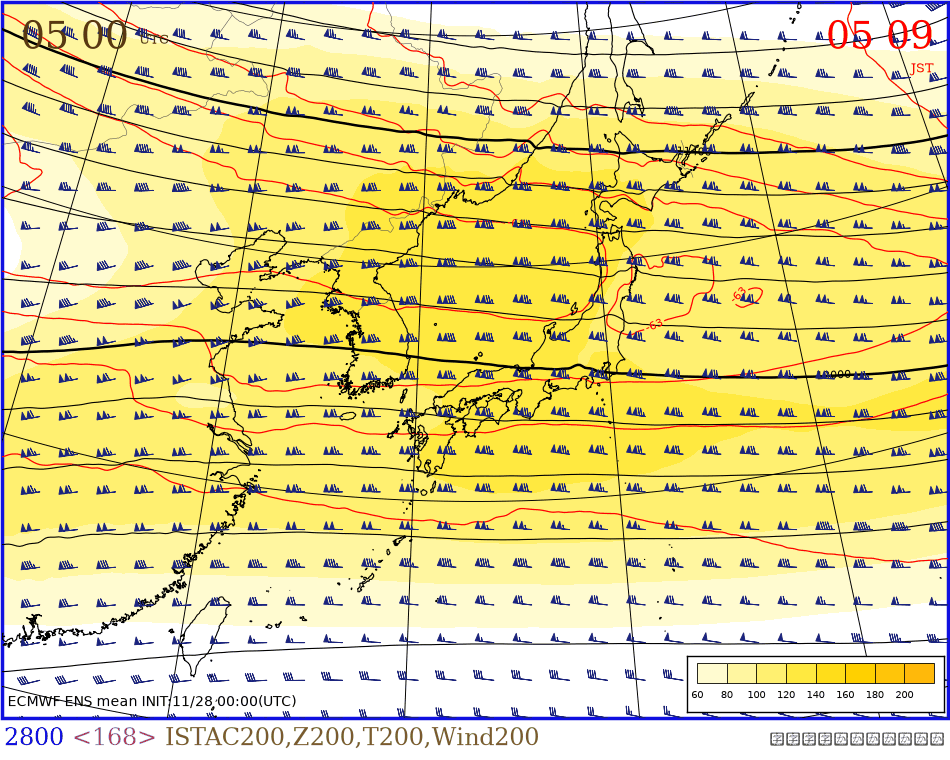 05 00 UTC
05 09
JST
-63
-63
12000
ECMWF ENS mean INIT:11/28 00:00(UTC)
60 80 100 120 140 160 180 200
2800 <168> ISTAC200,Z200,T200,Wind200